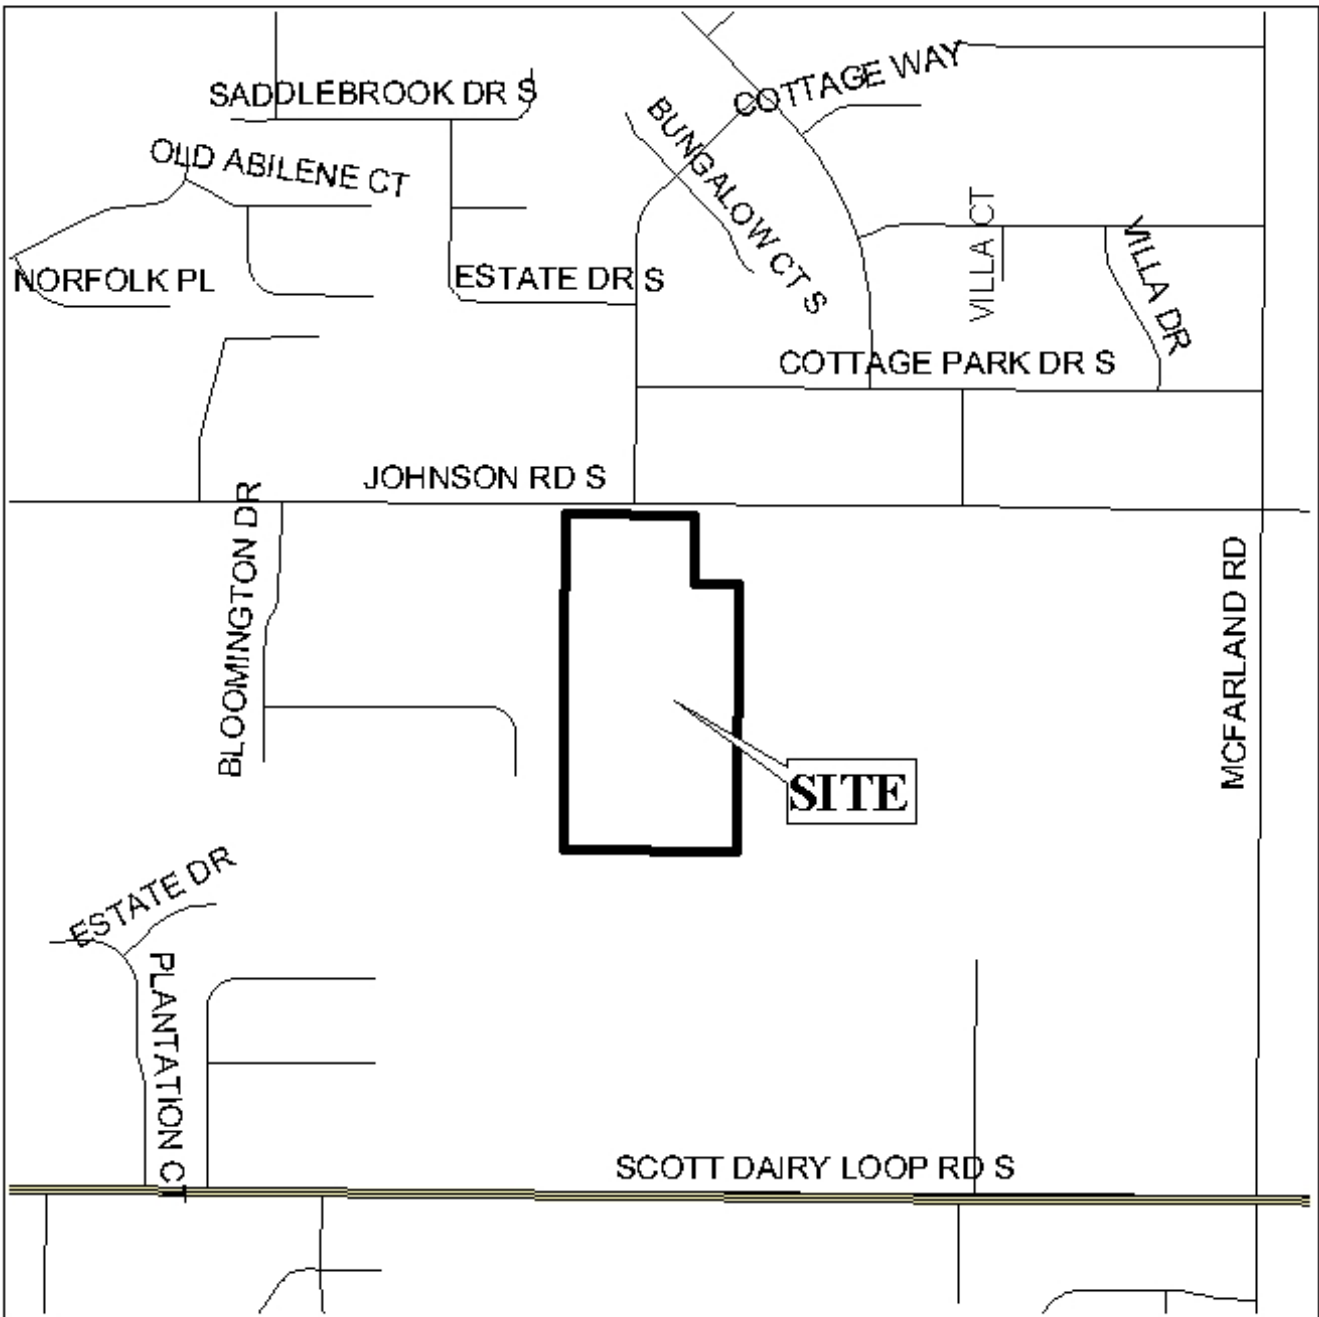 COTTAGE WAY
SADDLEBROOK DR S
BUNGALOW CT S
OLD ABILENE CT
VILLA CT
VILLA DR
NORFOLK PL
ESTATE DR S
COTTAGE PARK DR S
JOHNSON RD S
BLOOMINGTON DR
MCFARLAND RD
SITE
ESTATE DR
PLANTATION CT
SCOTT DAIRY LOOP RD S